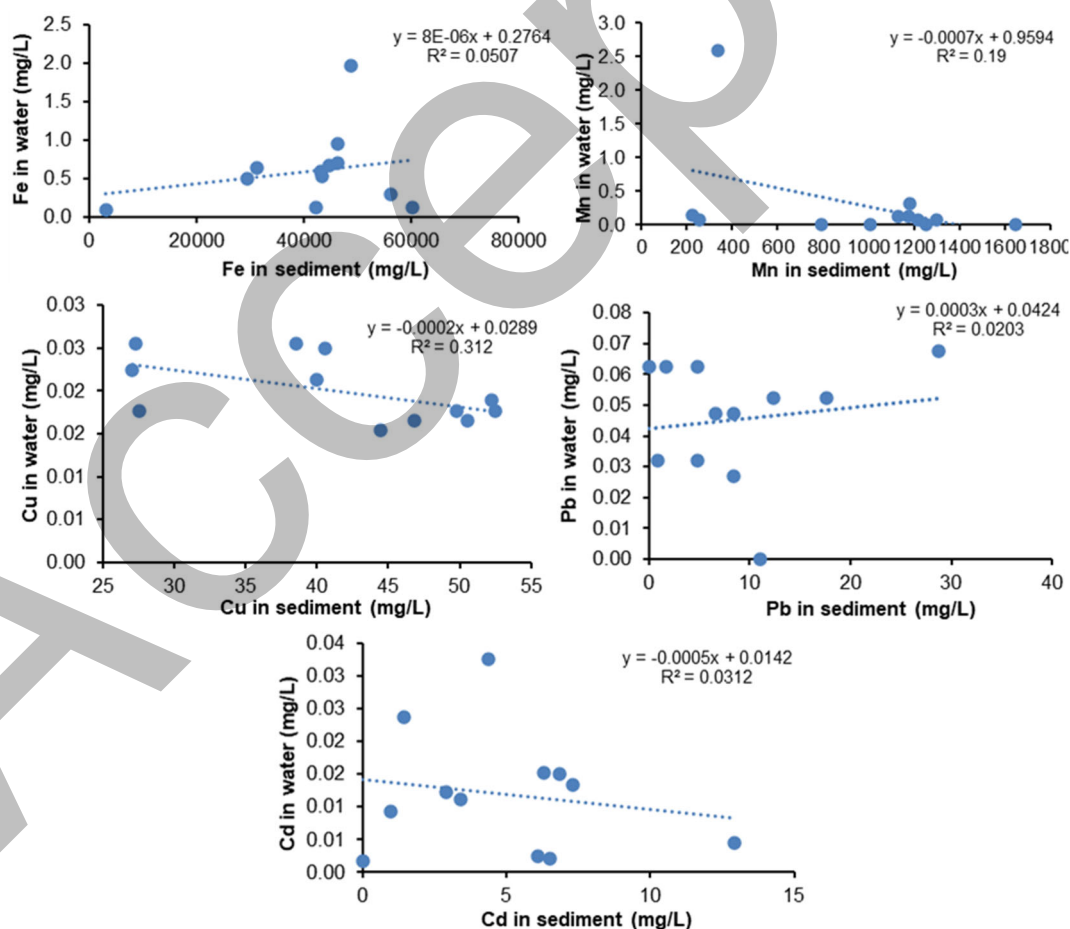 2.5
2.0
1.5
1.0
0.5
0.0
Fe in water (mg/L)
y = 8E-06x + 0.2764
R² = 0.0507
0 20000 40000 60000 80000
Fe in sediment (mg/L)
3.0
2.5
2.0
1.5
1.0
0.5
0.0
Mn in water (mg/L)
y = -0.0007x + 0.9594
R² = 0.19
0 200 400 600 800 1000 1200 1400 1600 1800
Mn in sediment (mg/L)
0.03
0.03
0.02
0.02
0.01
0.01
0.00
Cu in water (mg/L)
y = -0.0002x + 0.0289
R² = 0.312
25 30 35 40 45 50 55
Cu in sediment (mg/L)
0.08
0.07
0.06
0.05
0.04
0.03
0.02
0.01
0.00
Pb in water (mg/L)
y = 0.0003x + 0.0424
R² = 0.0203
0 10 20 30 40
Pb in sediment (mg/L)
0.04
0.03
0.03
0.02
0.02
0.01
0.01
0.00
Cd in water (mg/L)
y = -0.0005x + 0.0142
R² = 0.0312
0 5 10 15
Cd in sediment (mg/L)